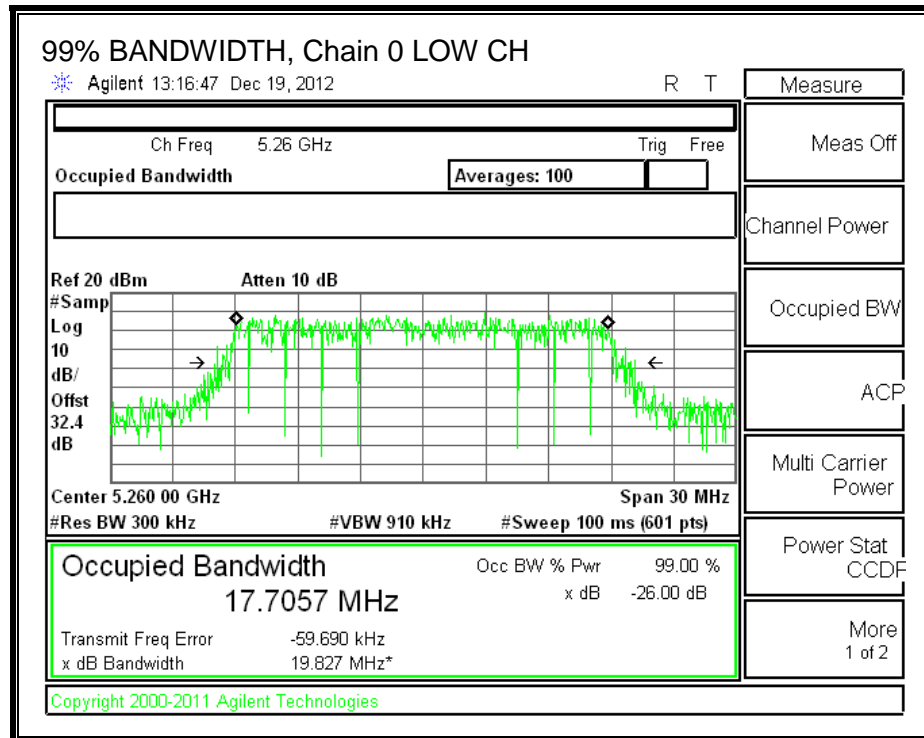 99% BANDWIDTH, Chain 0 LOW CH
Agilent 13:16:47 Dec 19, 2012 R T
Measure
Ch Freq 5.26 GHz Trig Free
Meas Off
Occupied Bandwidth Averages: 100
Channel Power
Ref 20 dBm Atten 10 dB
#Samp
Log
10
dB/
Offst
32.4
dB
Occupied BW
ACP
Multi Carrier
Power
Center 5.260 00 GHz Span 30 MHz
#Res BW 300 kHz #VBW 910 kHz #Sweep 100 ms (601 pts)
Power Stat
CCDF
Occupied Bandwidth Occ BW % Pwr 99.00 %
17.7057 MHz x dB -26.00 dB
Transmit Freq Error -59.690 kHz
x dB Bandwidth 19.827 MHz*
More
1 of 2
Copyright 2000-2011 Agilent Technologies